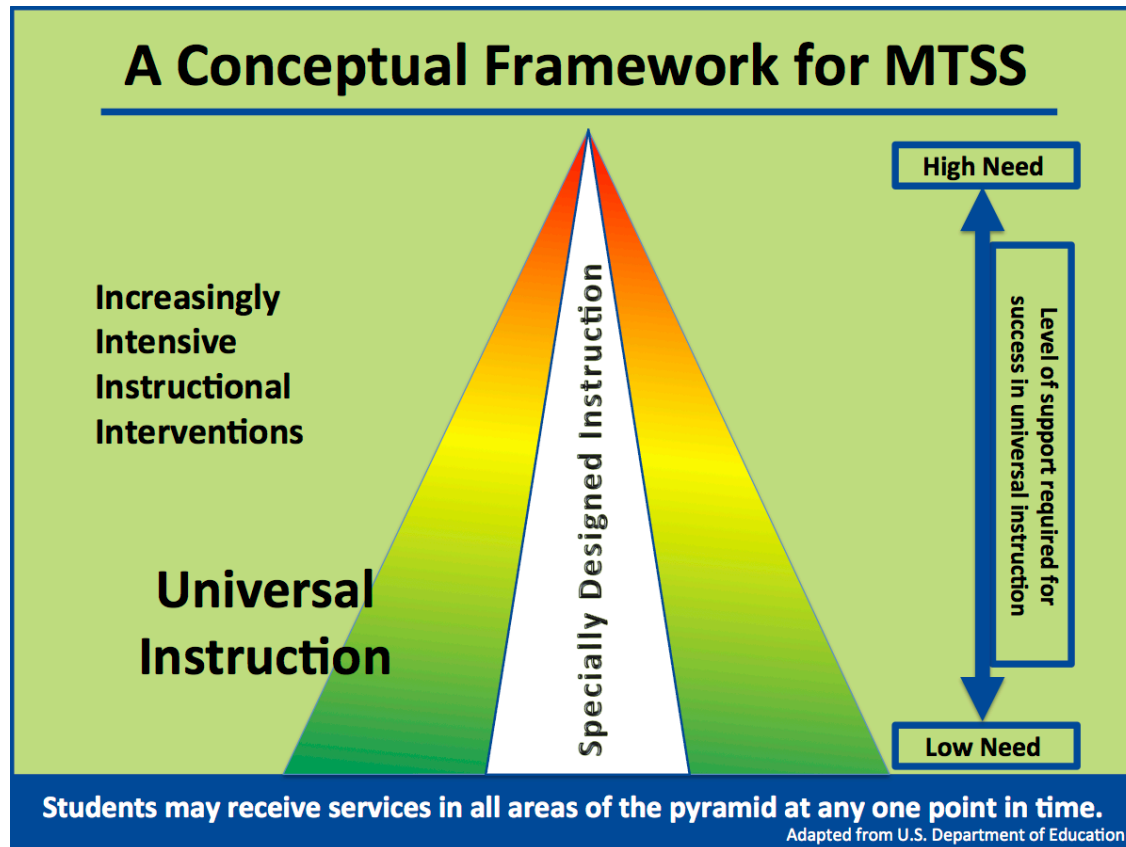 A Conceptual Framework for MTSS
High Need
Increasingly
Intensive
Instructional
Interventions
Specially Designed Instruction
Level of support required for
success in universal instruction
Universal
Instruction
Low Need
Students may receive services in all areas of the pyramid at any one point in time.
Adapted from U.S. Department of Education